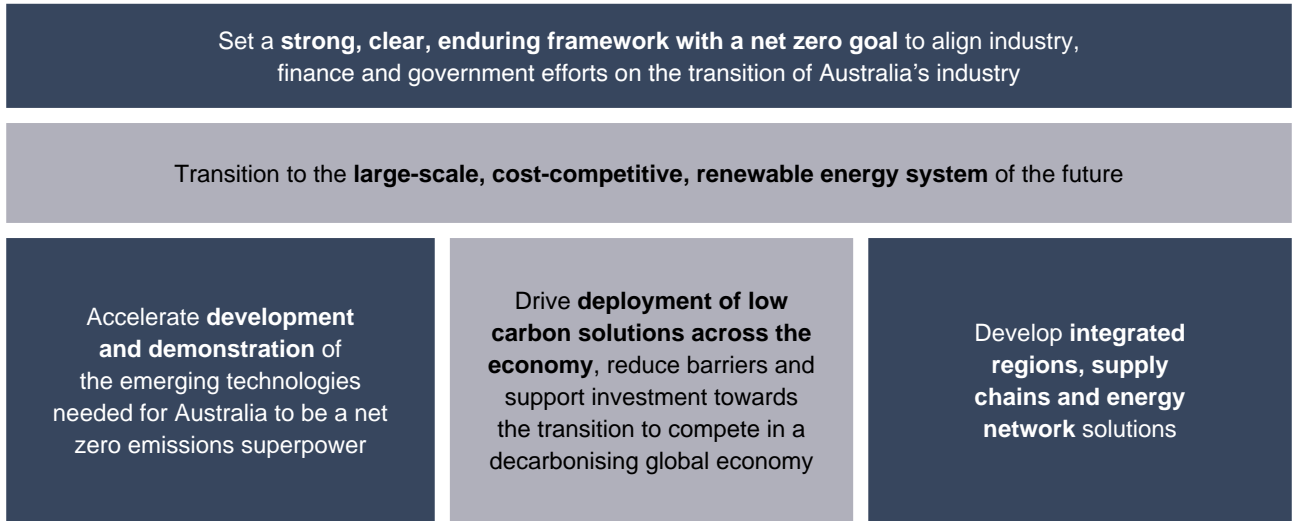 Set a strong, clear, enduring framework with a net zero goal to align industry,
finance and government efforts on the transition of Australia's industry
Transition to the large-scale, cost-competitive, renewable energy system of the future
Accelerate development
and demonstration of
the emerging technologies
needed for Australia to be a net
zero emissions superpower
Drive deployment of low
carbon solutions across the
economy, reduce barriers and
support investment towards
the transition to compete in a
decarbonising global economy
Develop integrated
regions, supply
chains and energy
network solutions